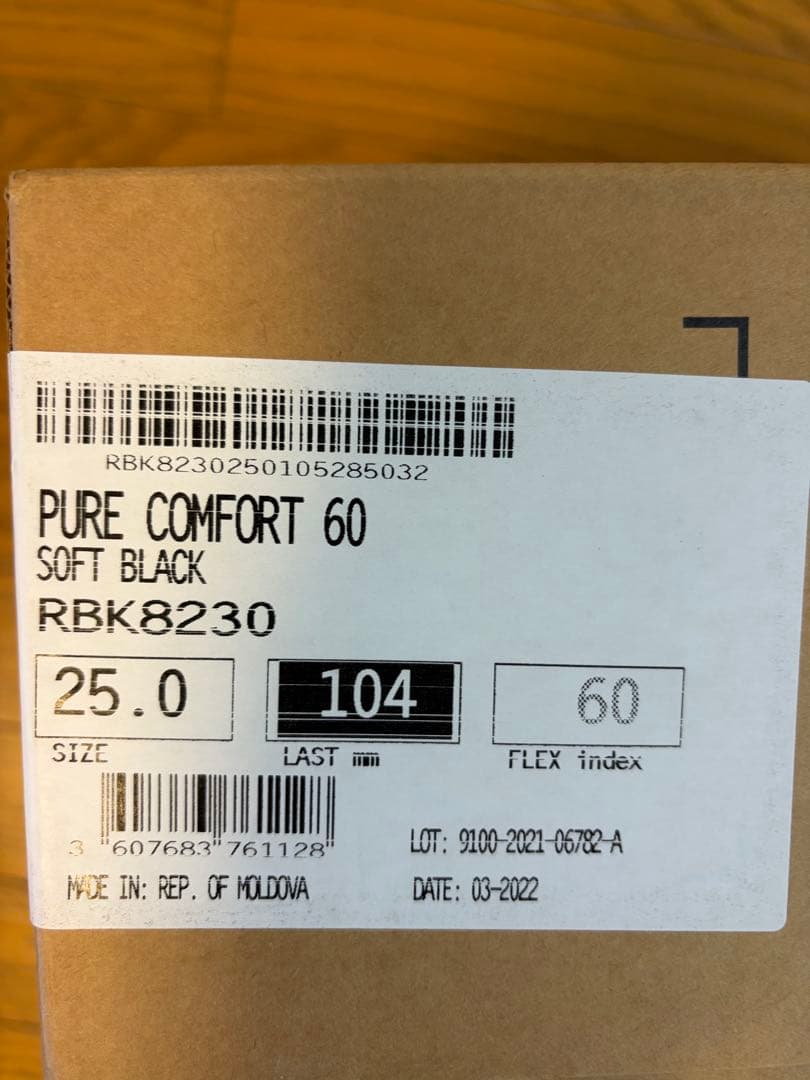 RBK8230250105285032
PURE COMFORT 60
SOFT BLACK
RBK8230
25.0 104 60
SIZE LAST mm FLEX index
3 "607683"761128"
LOT: 9100-2021-06782-A
MADE IN: REP. OF MOLDOVA DATE: 03-2022